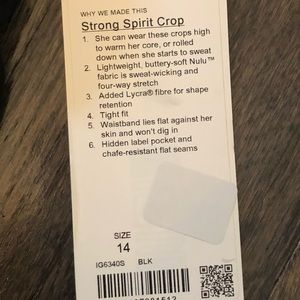 WHY WE MADE THIS
Strong Spirit Crop
1. She can wear these crops high
to warm her core, or rolled
down when she starts to sweat
2. Lightweight, buttery-soft Nulu™
fabric is sweat-wicking and
four-way stretch
3. Added Lycra® fibre for shape
retention
4. Tight fit
5. Waistband lies flat against her
skin and won't dig in
6. Hidden label pocket and
chafe-resistant flat seams
SIZE
14
IG6340S BLK